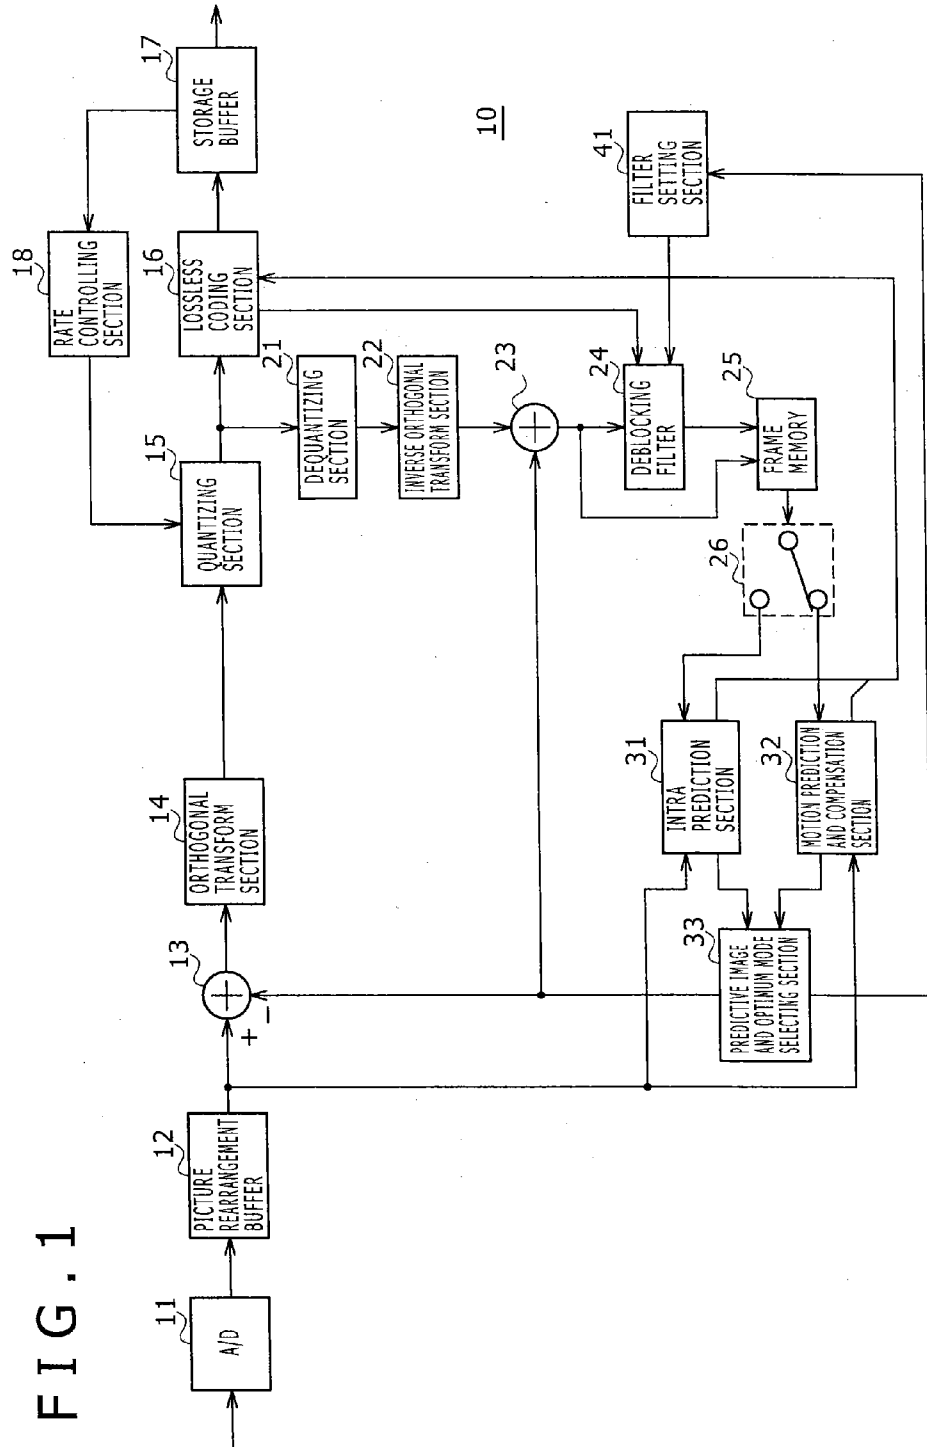 FIG.1
10
11
A/D
12
PICTURE
REARRANGEMENT
BUFFER
13
+
−
14
ORTHOGONAL
TRANSFORM
SECTION
15
QUANTIZING
SECTION
16
LOSSLESS
CODING
SECTION
17
STORAGE
BUFFER
18
RATE
CONTROLLING
SECTION
21
DEQUANTIZING
SECTION
22
INVERSE ORTHOGONAL
TRANSFORM SECTION
23
24
DEBLOCKING
FILTER
25
FRAME
MEMORY
26
31
INTRA
PREDICTION
SECTION
32
MOTION PREDICTION
AND COMPENSATION
SECTION
33
PREDICTIVE IMAGE
AND OPTIMUM MODE
SELECTING SECTION
41
FILTER
SETTING
SECTION